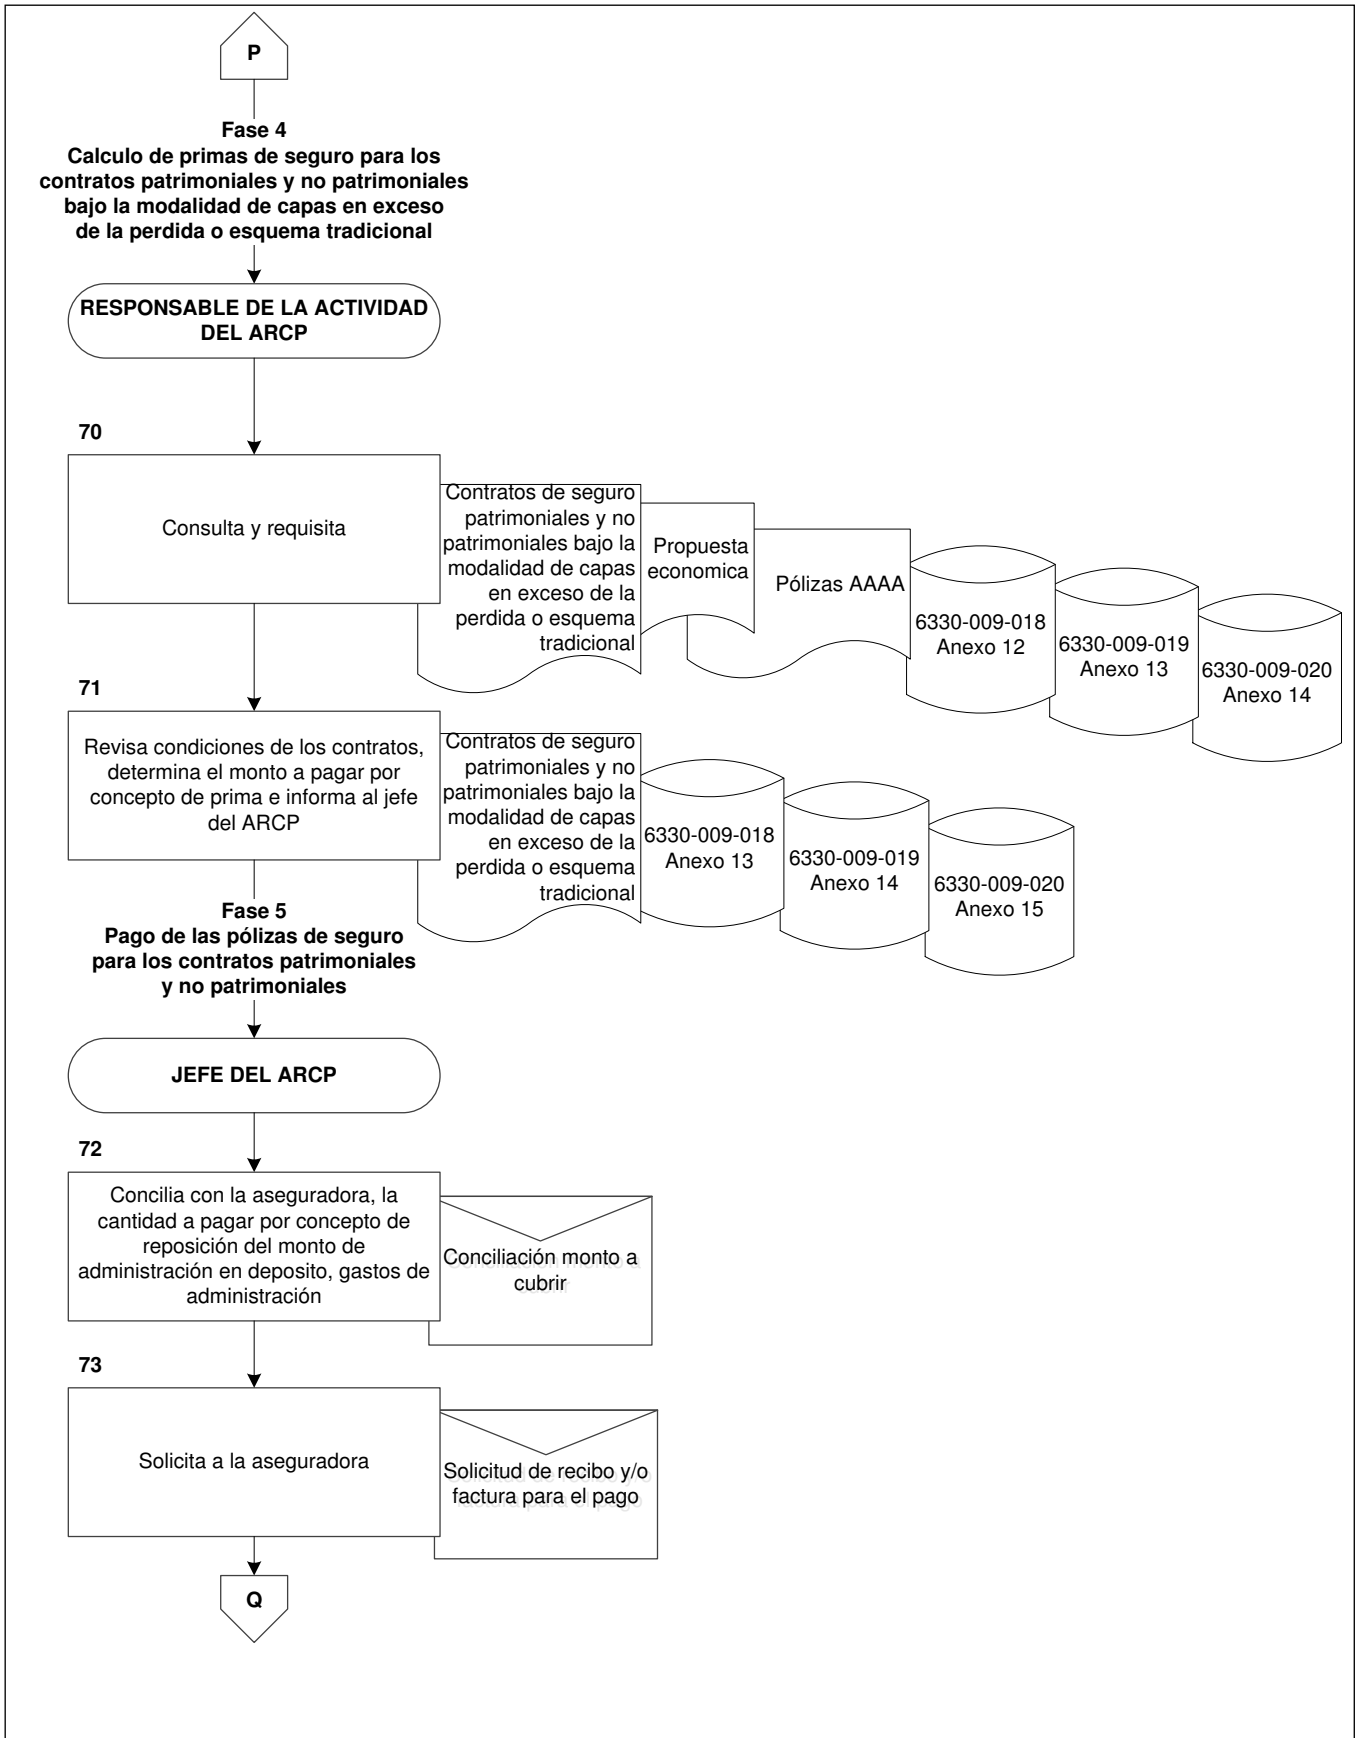 P
Fase 4
Calculo de primas de seguro para los
contratos patrimoniales y no patrimoniales
bajo la modalidad de capas en exceso
de la perdida o esquema tradicional
RESPONSABLE DE LA ACTIVIDAD
DEL ARCP
70
Consulta y requisita
Contratos de seguro
patrimoniales y no
patrimoniales bajo la
modalidad de capas
en exceso de la
perdida o esquema
tradicional
Propuesta
economica
Pólizas AAAA
6330-009-018
Anexo 12
6330-009-019
Anexo 13
6330-009-020
Anexo 14
71
Revisa condiciones de los contratos,
determina el monto a pagar por
concepto de prima e informa al jefe
del ARCP
Contratos de seguro
patrimoniales y no
patrimoniales bajo la
modalidad de capas
en exceso de la
perdida o esquema
tradicional
6330-009-018
Anexo 13
6330-009-019
Anexo 14
6330-009-020
Anexo 15
Fase 5
Pago de las pólizas de seguro
para los contratos patrimoniales
y no patrimoniales
JEFE DEL ARCP
72
Concilia con la aseguradora, la
cantidad a pagar por concepto de
reposición del monto de
administración en deposito, gastos de
administración
Conciliación monto a
cubrir
73
Solicita a la aseguradora
Solicitud de recibo y/o
factura para el pago
Q